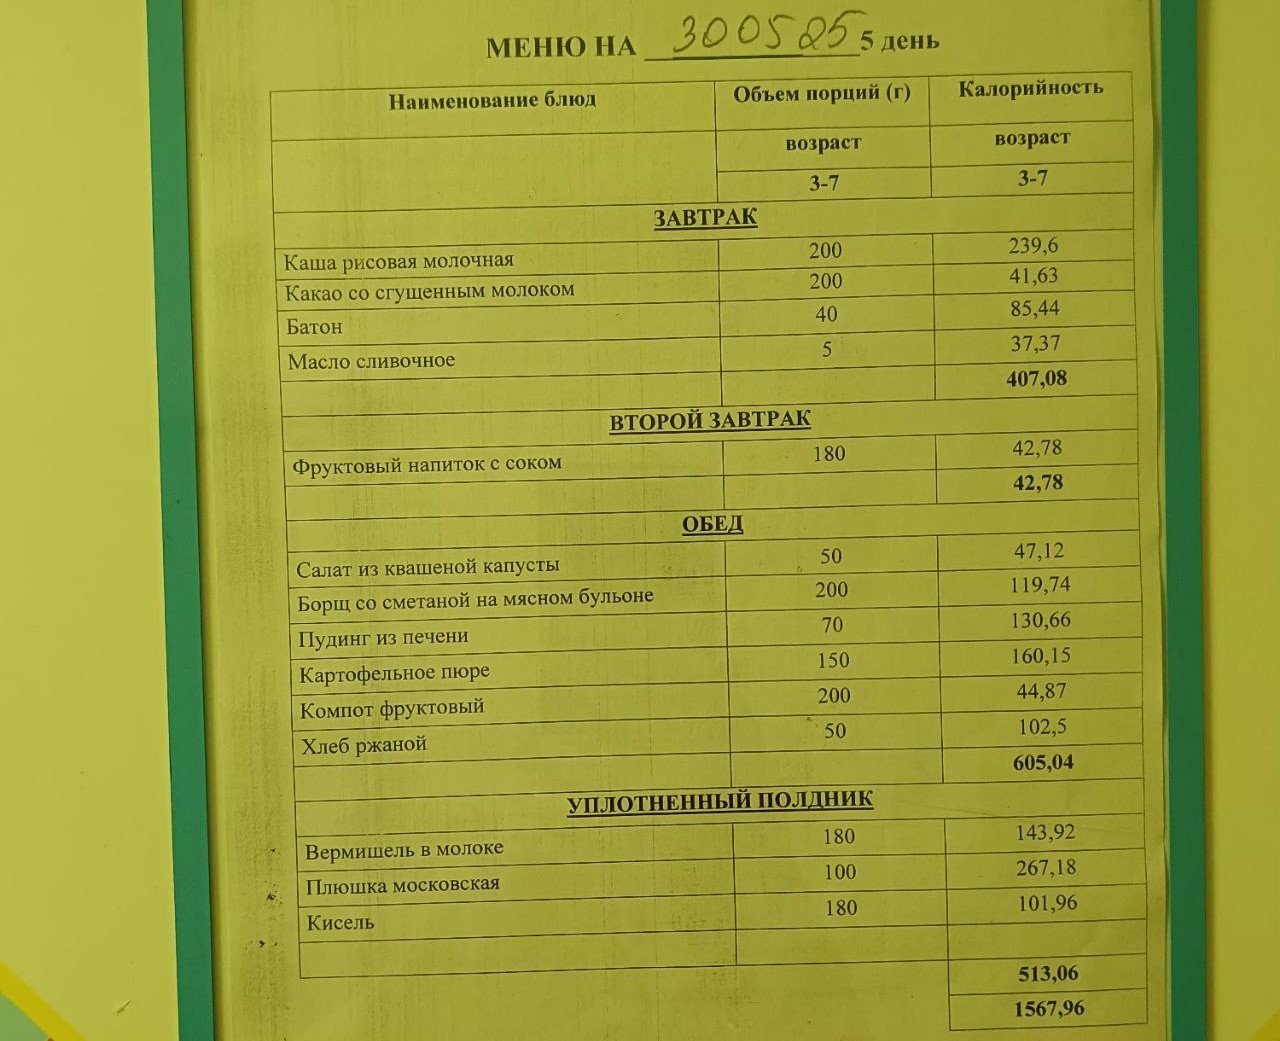 МЕНЮ НА 300525 5 день
Наименование блюд Объем порций (г) Калорийность
возраст возраст
3-7 3-7
ЗАВТРАК
Каша рисовая молочная 200 239,6
Какао со сгущенным молоком 200 41,63
Батон 40 85,44
Масло сливочное 5 37,37
407,08
ВТОРОЙ ЗАВТРАК
Фруктовый напиток с соком 180 42,78
42,78
ОБЕД
Салат из квашеной капусты 50 47,12
Борщ со сметаной на мясном бульоне 200 119,74
Пудинг из печени 70 130,66
Картофельное пюре 150 160,15
Компот фруктовый 200 44,87
Хлеб ржаной 50 102,5
605,04
УПЛОТНЕННЫЙ ПОЛДНИК
Вермишель в молоке 180 143,92
Плюшка московская 100 267,18
Кисель 180 101,96
513,06
1567,96